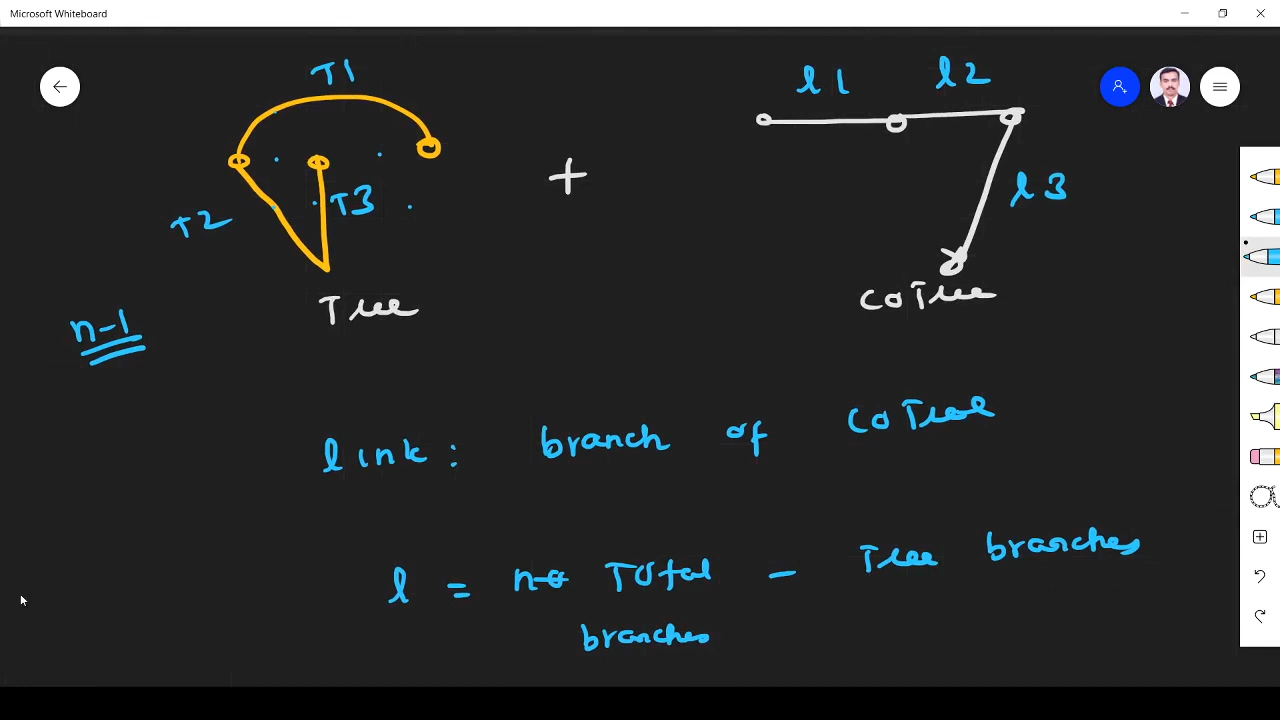 Microsoft Whiteboard
T1
l1 l2
T2 T3
+
l3
Tree
CoTree
n-1
link: branch of CoTree
l = Total - Tree branches
branches